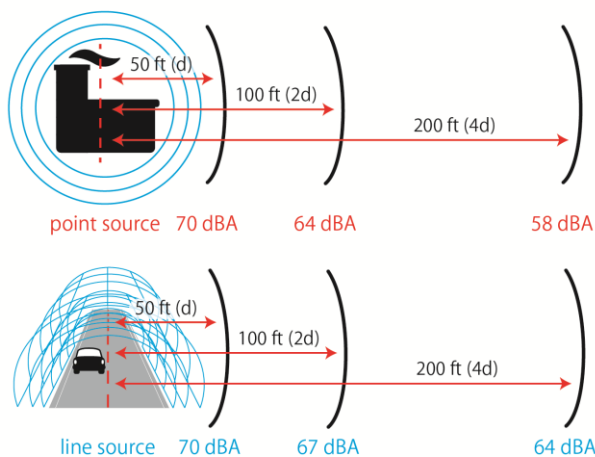 50 ft (d)
100 ft (2d)
200 ft (4d)
point source 70 dBA 64 dBA 58 dBA
50 ft (d)
100 ft (2d)
200 ft (4d)
line source 70 dBA 67 dBA 64 dBA